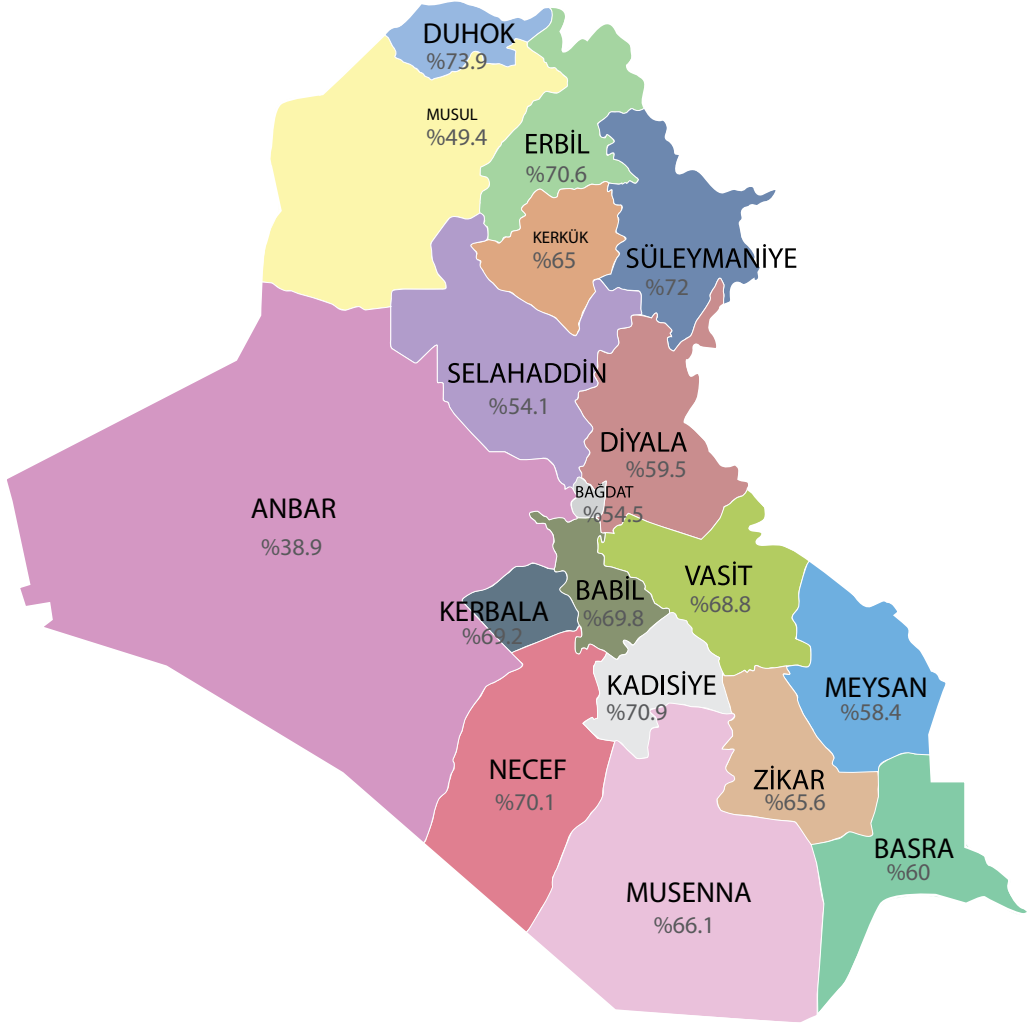 DUHOK
%73.9
MUSUL
%49.4
ERBİL
%70.6
KERKÜK
%65
SÜLEYMANİYE
%72
SELAHADDİN
%54.1
DİYALA
%59.5
BAĞDAT
%54.5
ANBAR
%38.9
VASİT
%68.8
BABİL
%69.8
KERBALA
%69.2
KADISİYE
%70.9
MEYSAN
%58.4
NECEF
%70.1
ZİKAR
%65.6
BASRA
%60
MUSENNA
%66.1